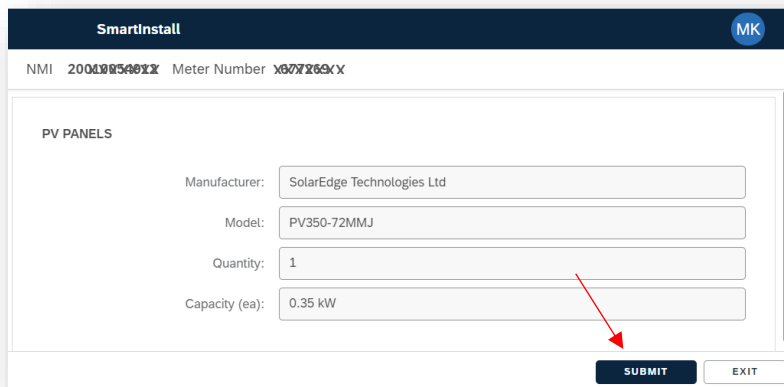 SmartInstall
MK
NMI Meter Number
PV PANELS
Manufacturer: SolarEdge Technologies Ltd
Model: PV350-72MMJ
Quantity: 1
Capacity (ea): 0.35 kW
SUBMIT EXIT